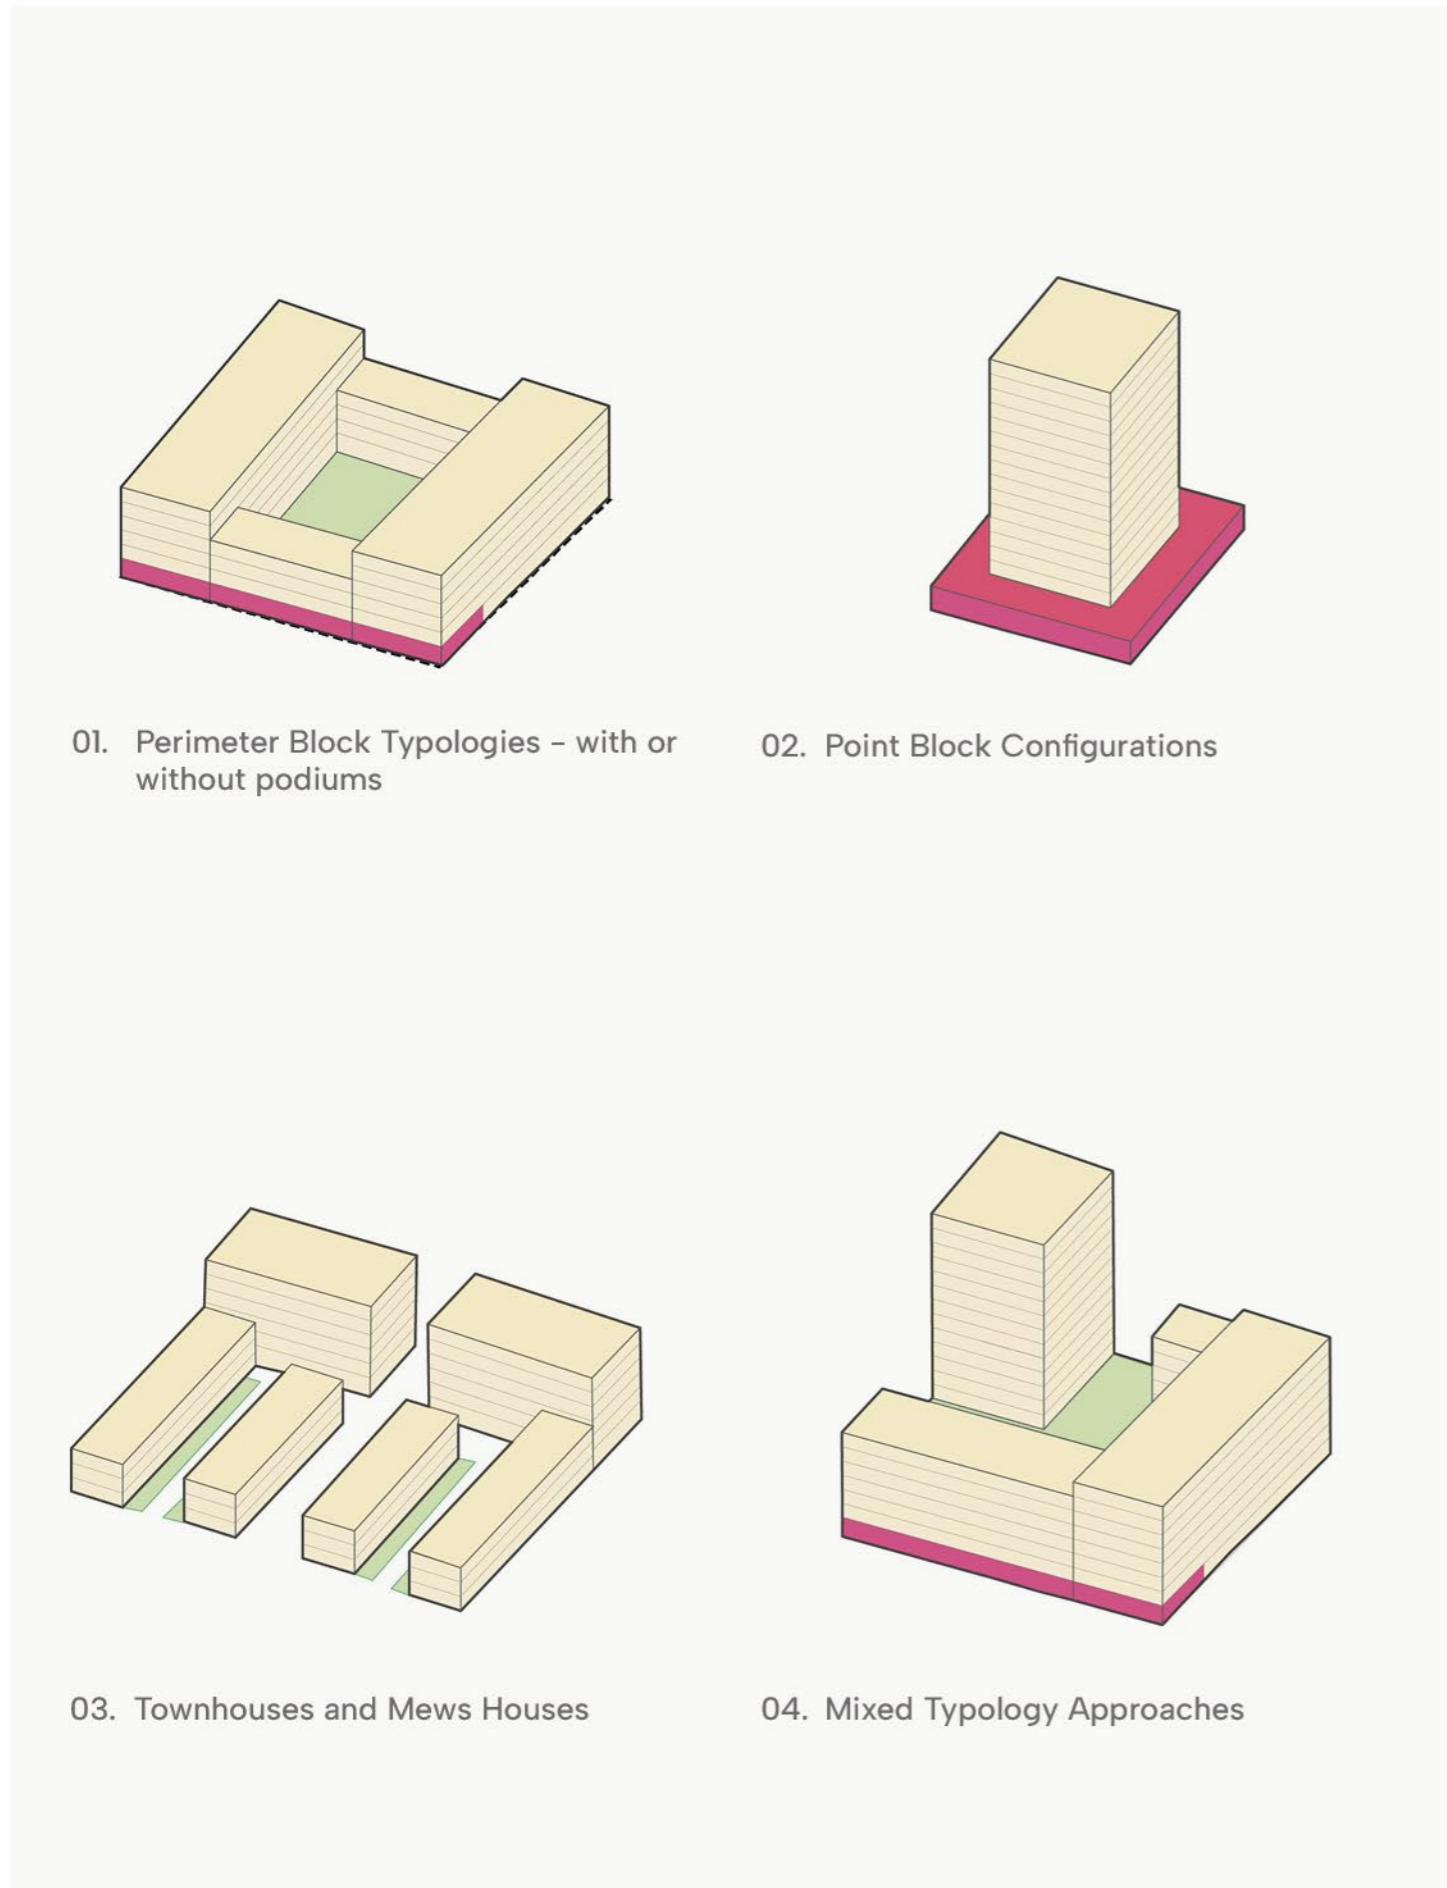 01. Perimeter Block Typologies – with or
without podiums
02. Point Block Configurations
03. Townhouses and Mews Houses
04. Mixed Typology Approaches